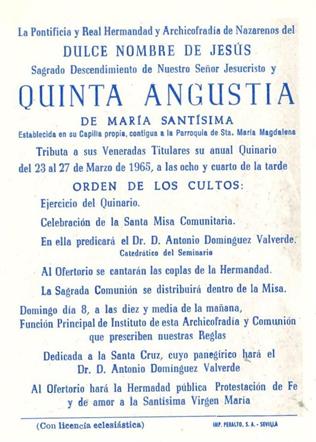 La Pontificia y Real Hermandad y Archicofradía de Nazarenos del
DULCE NOMBRE DE JESÚS
Sagrado Descendimiento de Nuestro Señor Jesucristo y
QUINTA ANGUSTIA
DE MARÍA SANTÍSIMA
Establecida en su Capilla propia, contigua a la Parroquia de Sta. María Magdalena
Tributa a sus Veneradas Titulares su anual Quinario
del 23 al 27 de Marzo de 1965, a las ocho y cuarto de la tarde
ORDEN DE LOS CULTOS:
Ejercicio del Quinario.
Celebración de la Santa Misa Comunitaria.
En ella predicará el Dr. D. Antonio Domínguez Valverde.
Catedrático del Seminario
Al Ofertorio se cantarán las coplas de la Hermandad.
La Sagrada Comunión se distribuirá dentro de la Misa.
Domingo día 8, a las diez y media de la mañana,
Función Principal de Instituto de esta Archicofradía y Comunión
que prescriben nuestras Reglas
Dedicada a la Santa Cruz, cuyo panegírico hará el
Dr. D. Antonio Domínguez Valverde
Al Ofertorio hará la Hermandad pública Protestación de Fe
y de amor a la Santísima Virgen María
(Con licencia eclesiástica)
IMP. PERALTO, S. A. - SEVILLA